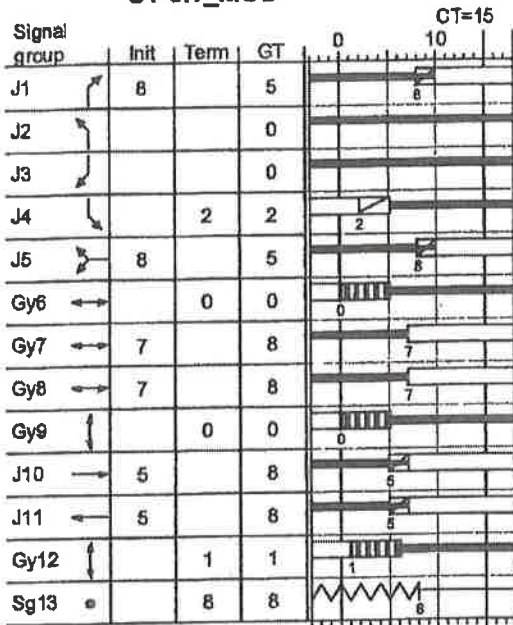 CT=15
Signal group Init Term GT 0 10
J1 8 5 8
J2 0
J3 0
J4 2 2 2
J5 8 5 8
Gy6 0 0 0
Gy7 7 8 7
Gy8 7 8 7
Gy9 0 0 0
J10 5 8 5
J11 5 8 5
Gy12 1 1 1
Sg13 8 8 8